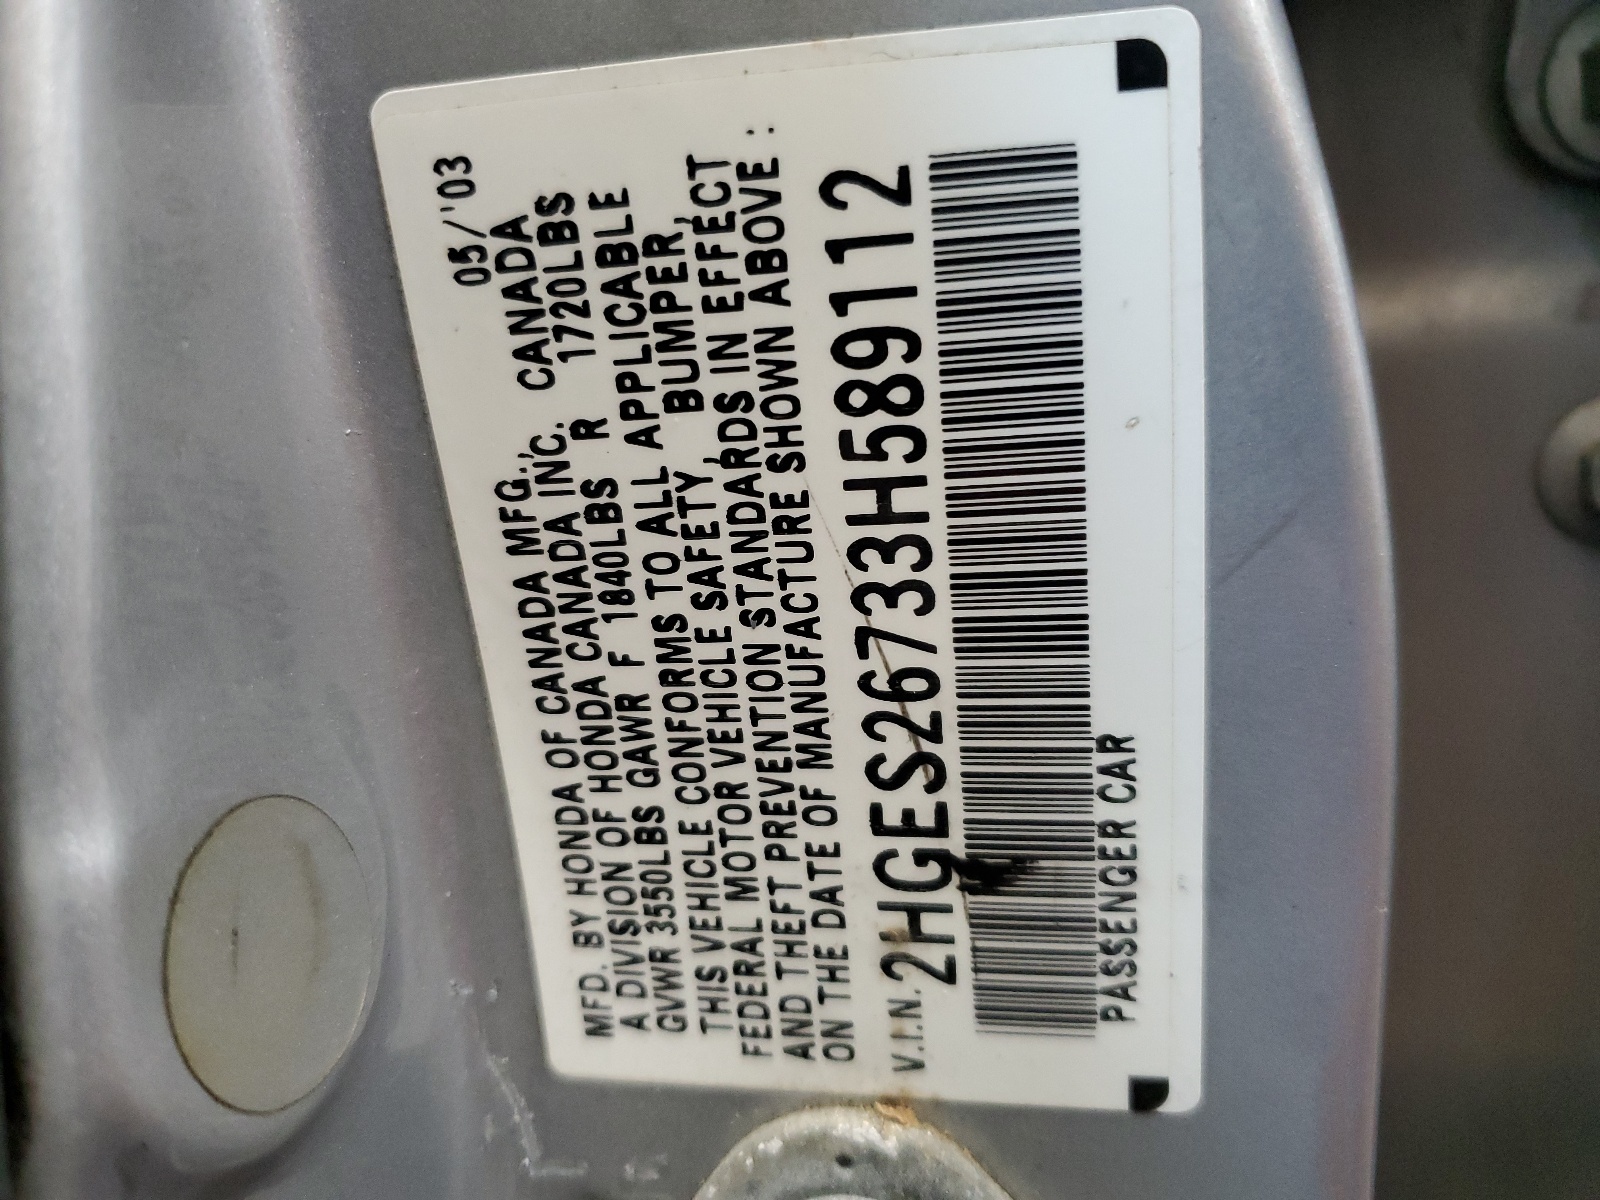 05/'03
MFD. BY HONDA OF CANADA MFG., CANADA
A DIVISION OF HONDA CANADA INC.
GVWR 3550LBS GAWR F 1840LBS R 1720LBS
THIS VEHICLE CONFORMS TO ALL APPLICABLE
FEDERAL MOTOR VEHICLE SAFETY, BUMPER,
AND THEFT PREVENTION STANDARDS IN EFFECT
ON THE DATE OF MANUFACTURE SHOWN ABOVE :
V.I.N. 2HGES26733H589112
PASSENGER CAR